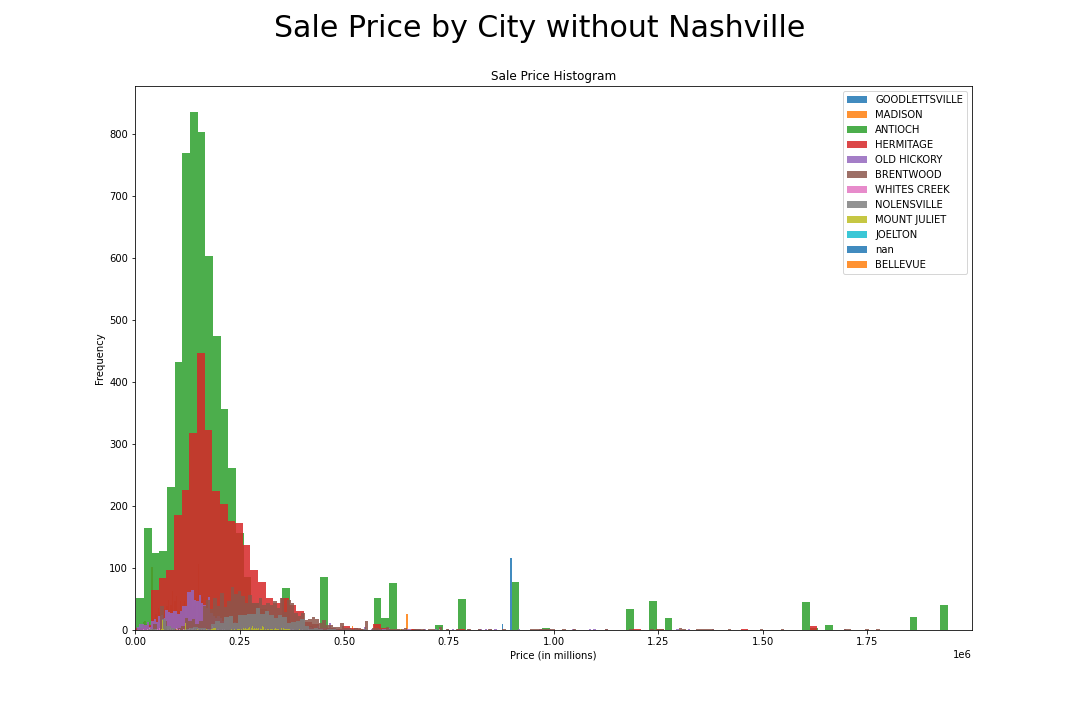 Sale Price by City without Nashville
Sale Price Histogram
GOODLETTSVILLE
MADISON
ANTIOCH
HERMITAGE
OLD HICKORY
BRENTWOOD
WHITES CREEK
NOLENSVILLE
MOUNT JULIET
JOELTON
nan
BELLEVUE
Frequency
800
700
600
500
400
300
200
100
0
0.00 0.25 0.50 0.75 1.00 1.25 1.50 1.75
Price (in millions)
1e6